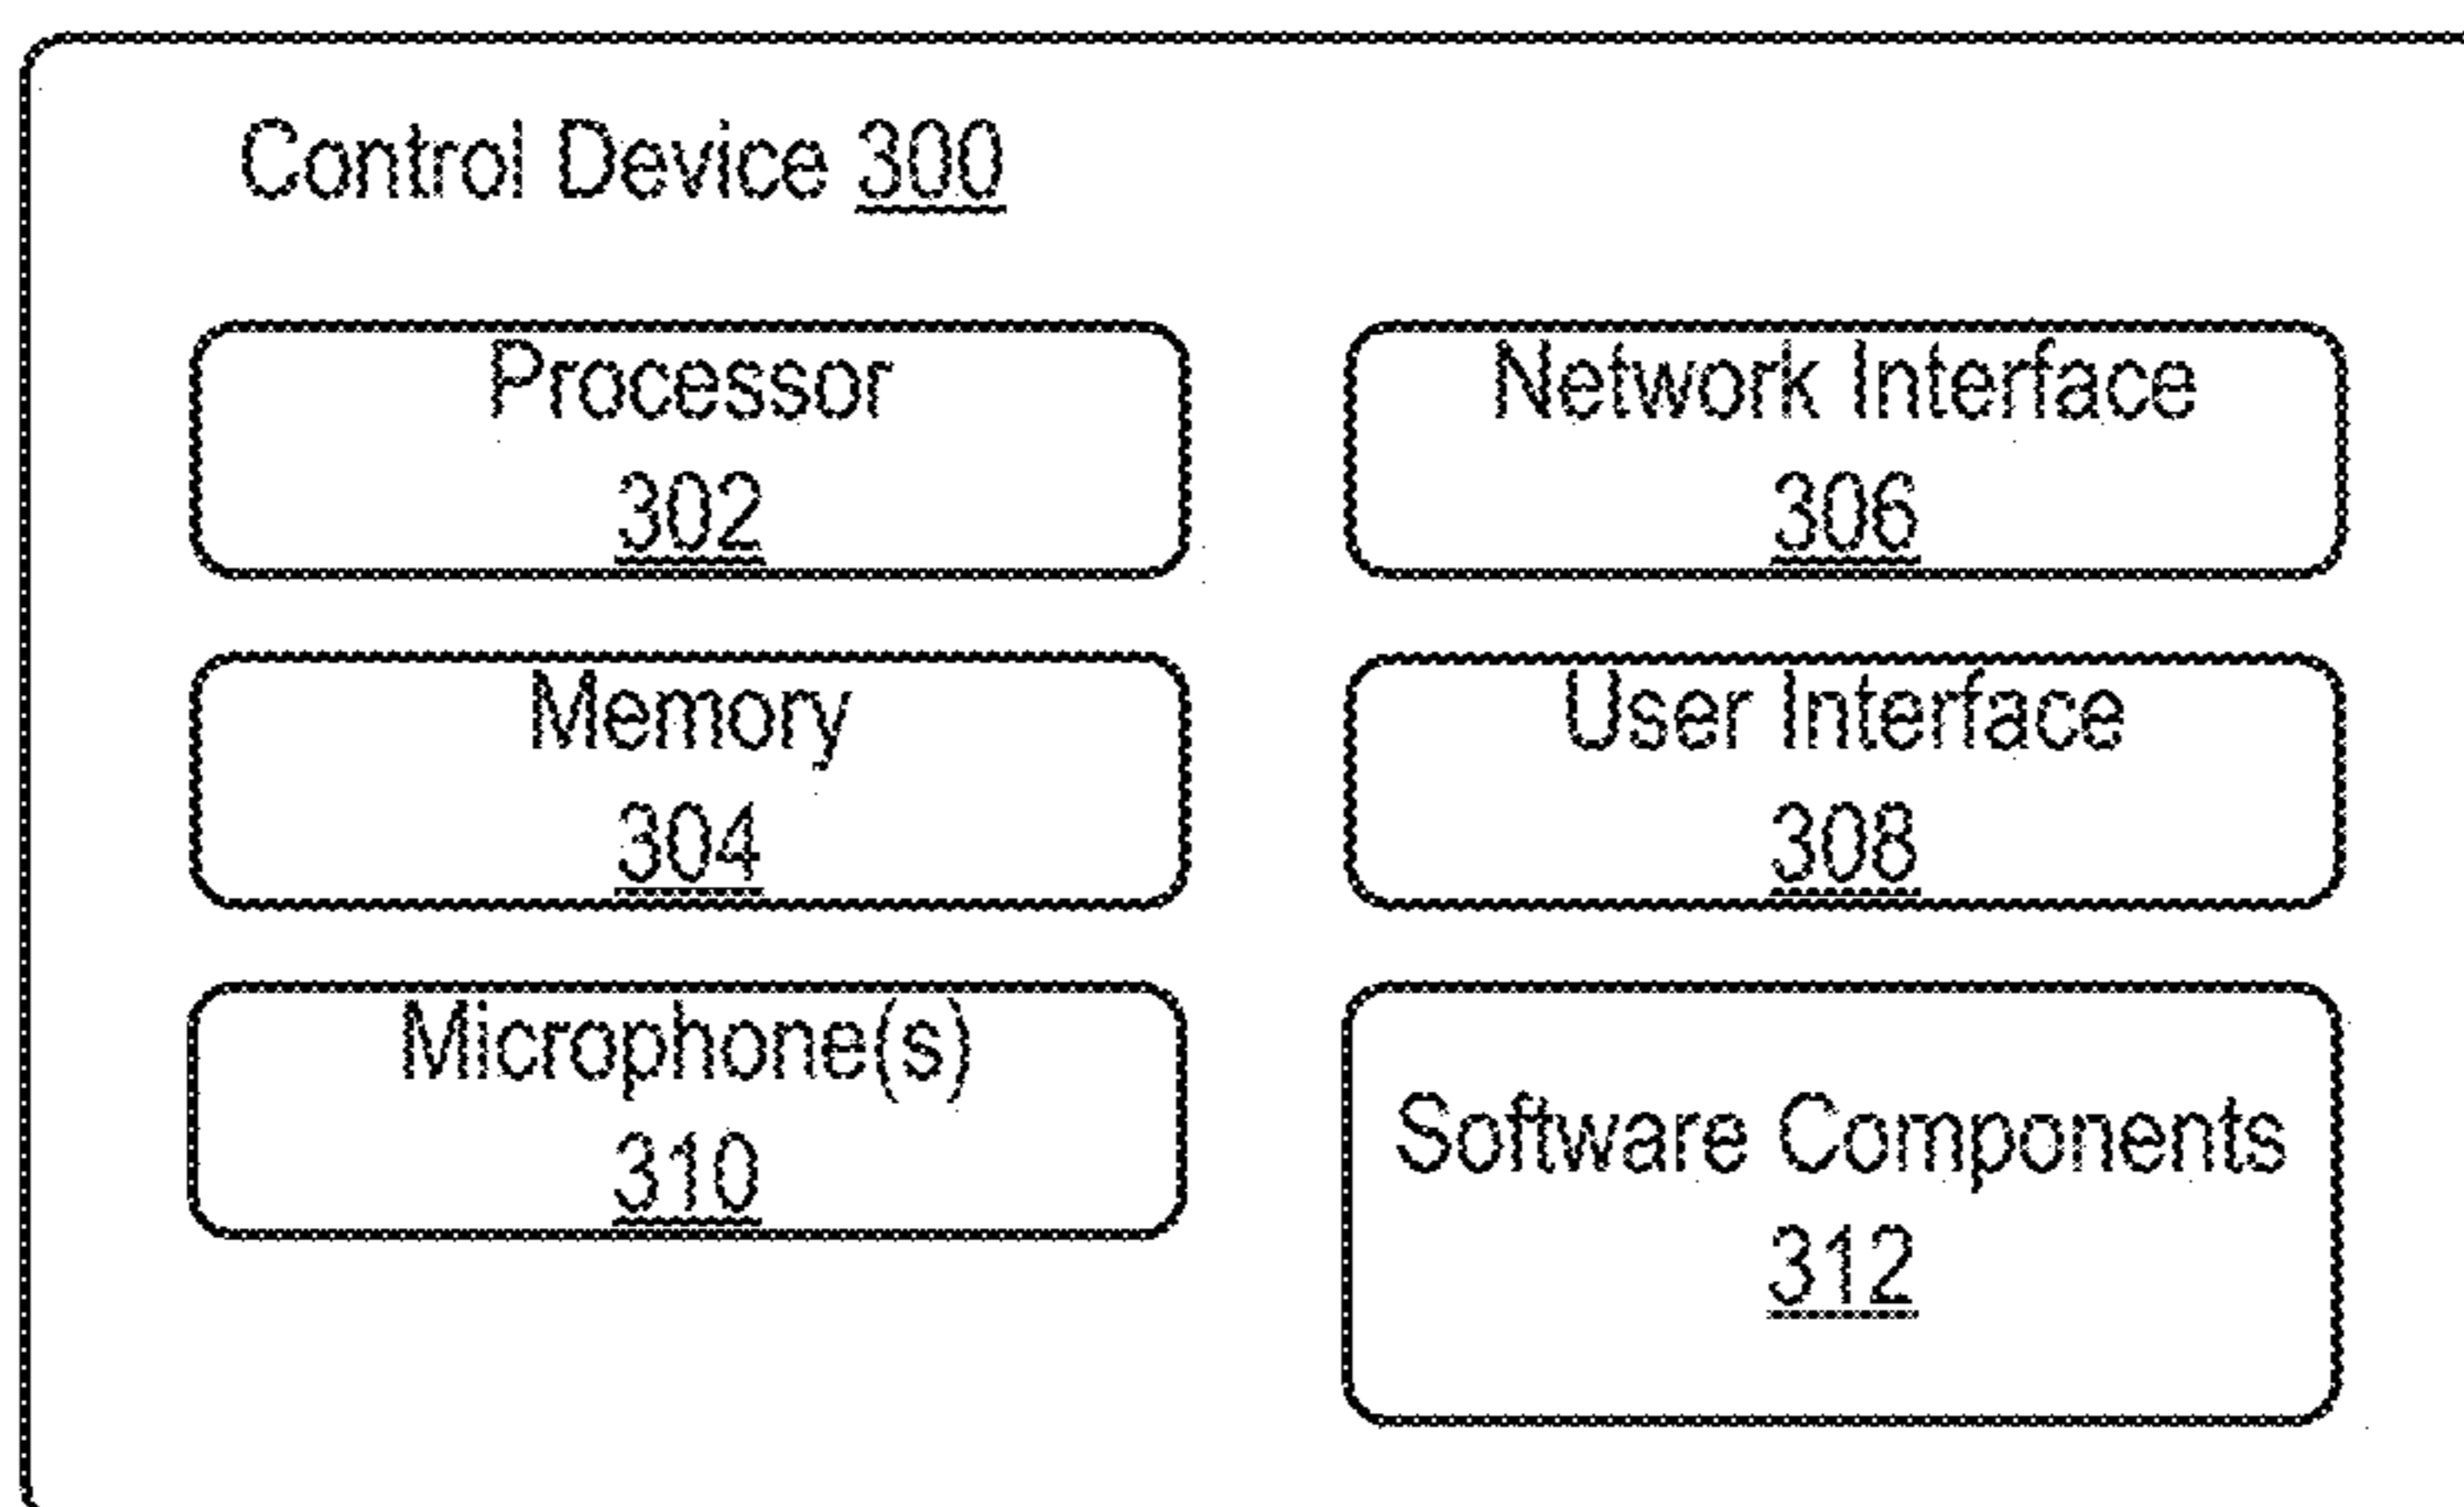 Control Device 300
Processor
302
Network Interface
306
Memory
304
User Interface
308
Microphone(s)
310
Software Components
312